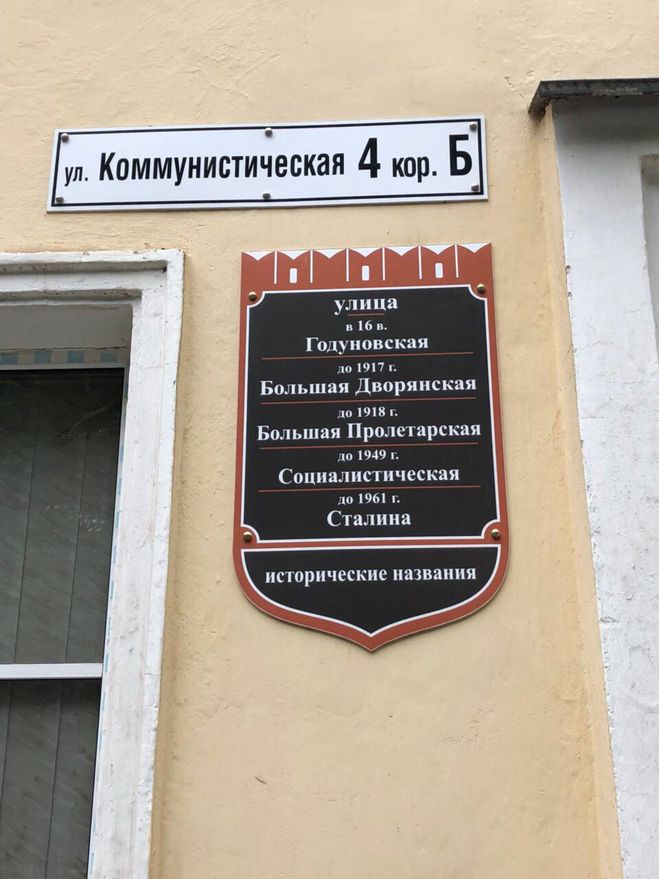 ул. Коммунистическая 4 кор. Б
улица
в 16 в.
Годуновская
до 1917 г.
Большая Дворянская
до 1918 г.
Большая Пролетарская
до 1949 г.
Социалистическая
до 1961 г.
Сталина
исторические названия